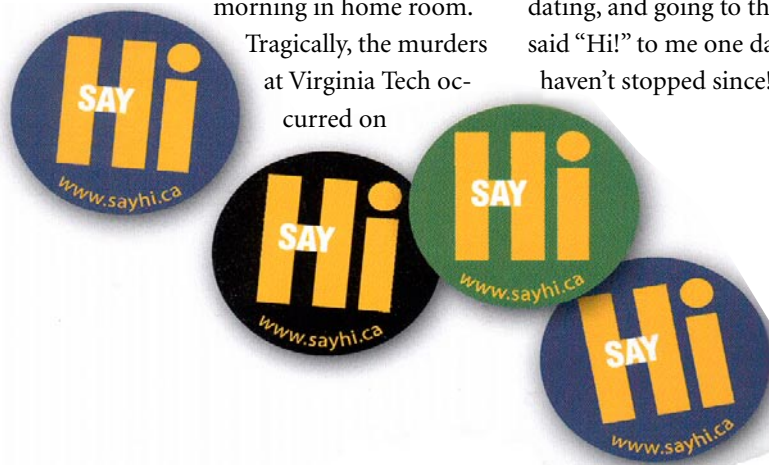 morning in home room.
Tragically, the murders
at Virginia Tech oc-
curred on
dating, and going to th
said “Hi!” to me one da
haven’t stopped since!
SAY
Hi
www.sayhi.ca
SAY
Hi
www.sayhi.ca
SAY
Hi
www.sayhi.ca
SAY
Hi
www.sayhi.ca